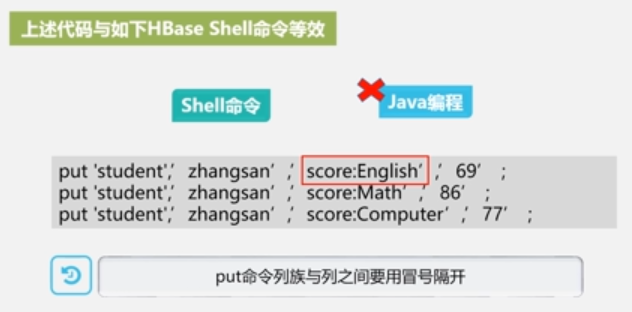 上述代码与如下HBase Shell命令等效
Shell命令
Java编程
put 'student',’zhangsan’,’score:English’,’69’;
put 'student',’zhangsan’,’score:Math’,’86’;
put 'student',’zhangsan’,’score:Computer’,’77’;
put命令列族与列之间要用冒号隔开